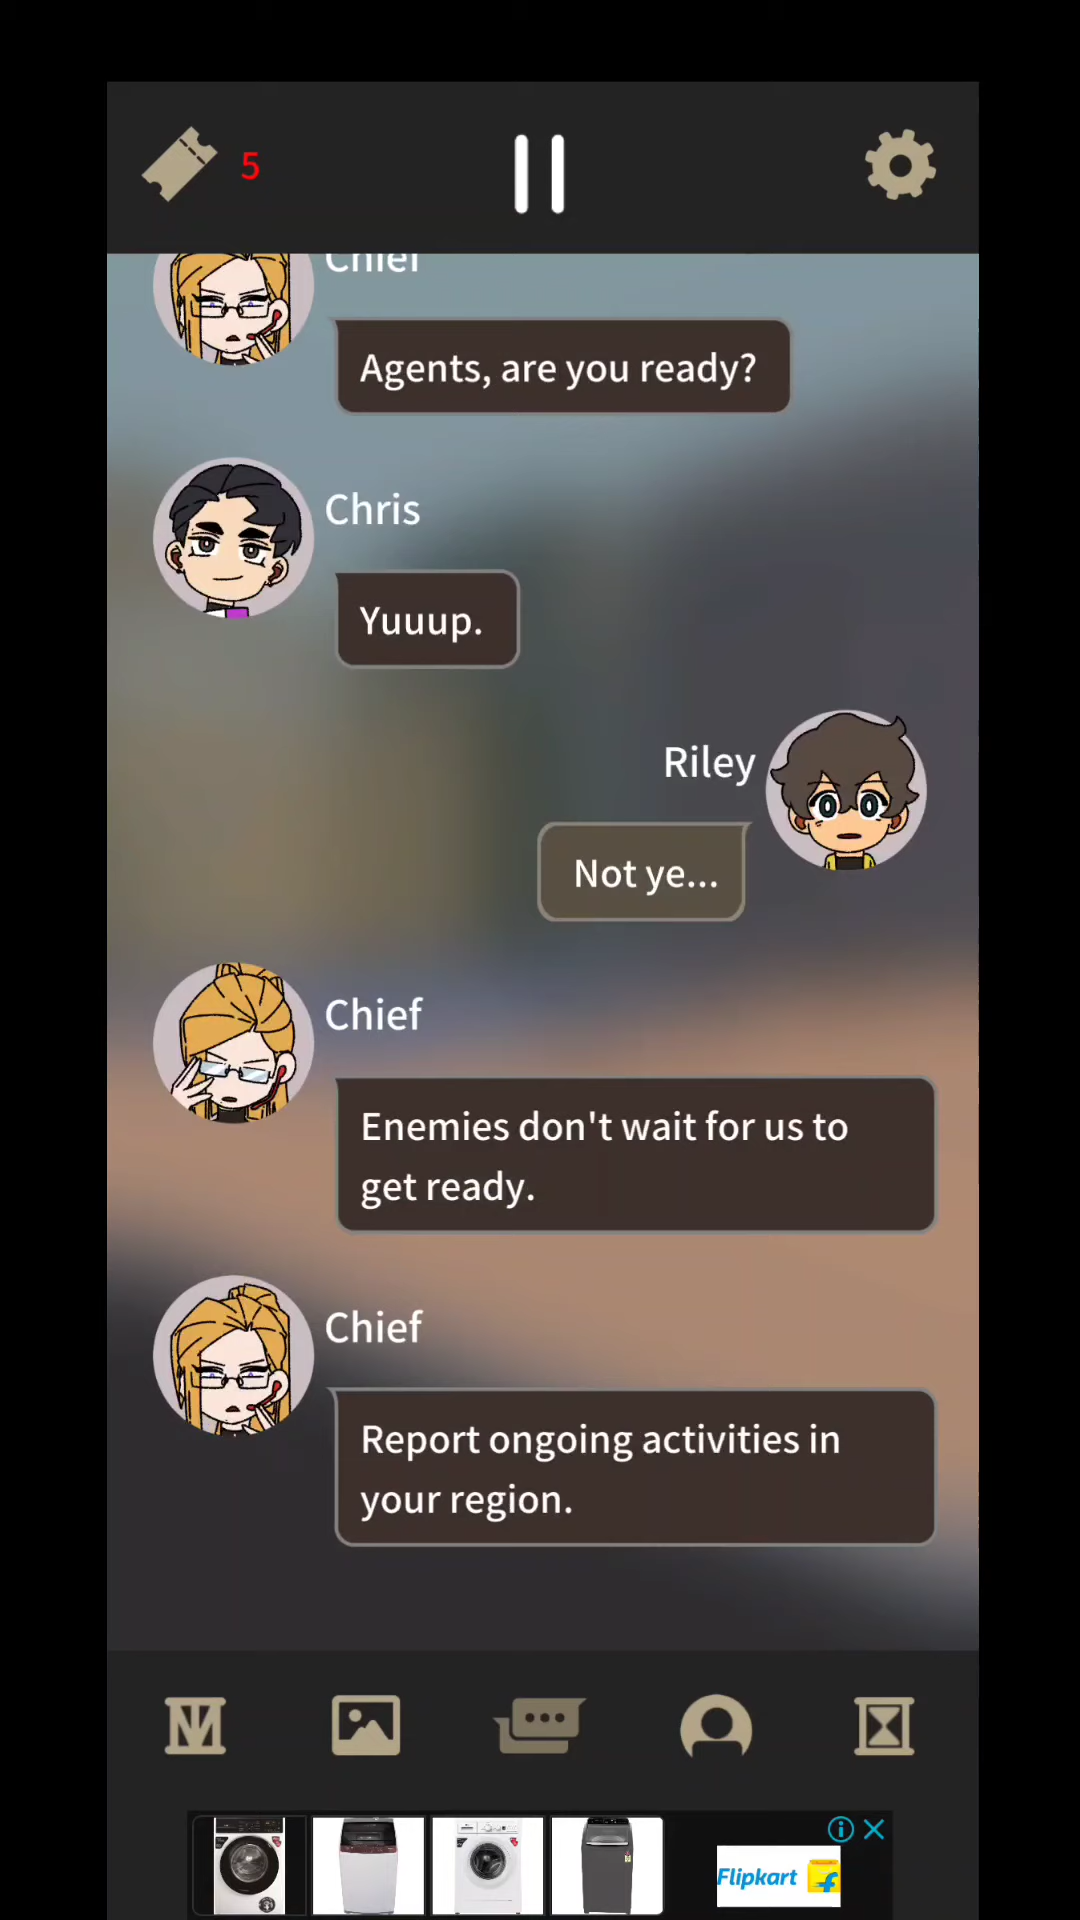 5
Chief
Agents, are you ready?
Chris
Yuuup.
Riley
Not ye...
Chief
Enemies don't wait for us to
get ready.
Chief
Report ongoing activities in
your region.
Flipkart